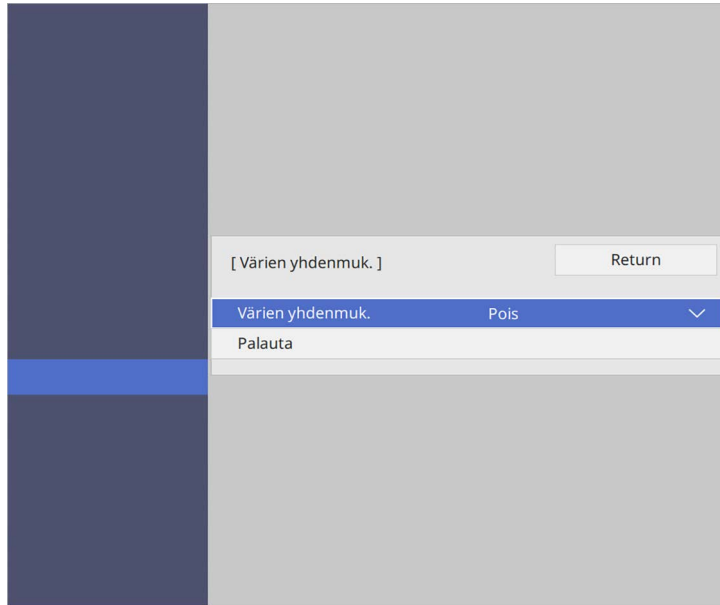 [ Värien yhdenmuk. ]
Return
Värien yhdenmuk. Pois
Palauta